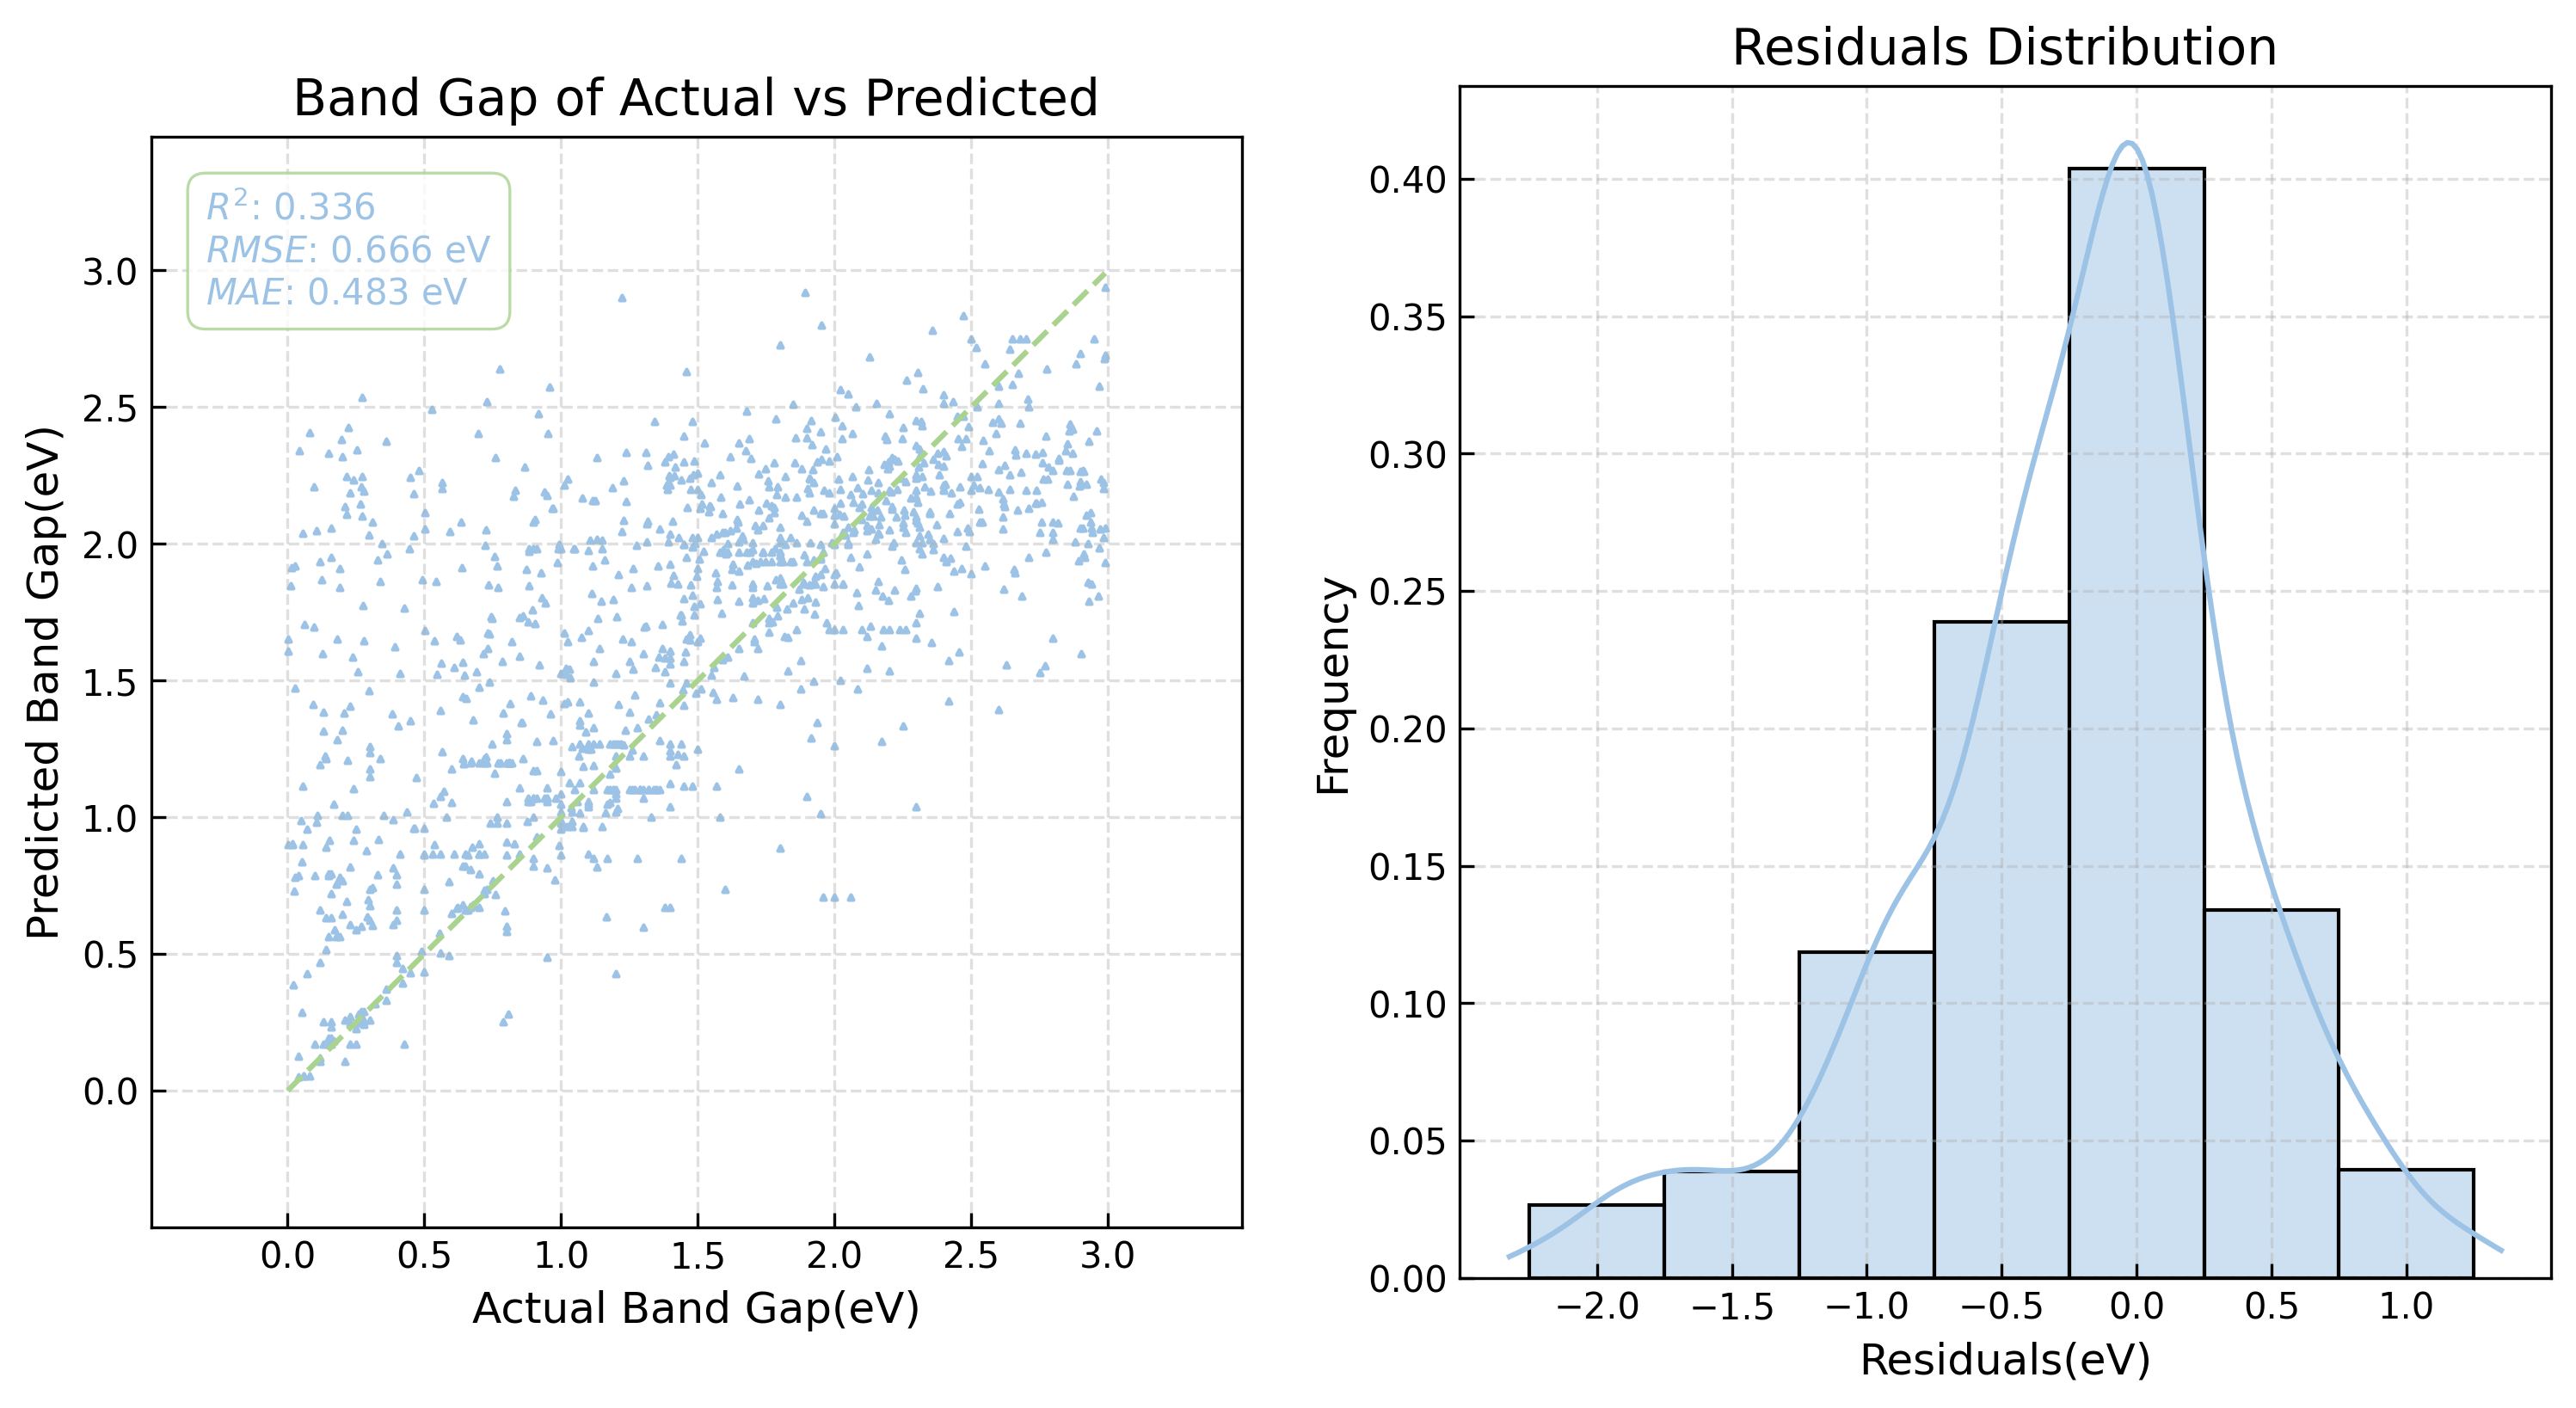 Band Gap of Actual vs Predicted
R²: 0.336
RMSE: 0.666 eV
MAE: 0.483 eV
3.0
2.5
2.0
1.5
1.0
0.5
0.0
Predicted Band Gap(eV)
0.0 0.5 1.0 1.5 2.0 2.5 3.0
Actual Band Gap(eV)
Residuals Distribution
0.40
0.35
0.30
0.25
0.20
0.15
0.10
0.05
0.00
Frequency
−2.0 −1.5 −1.0 −0.5 0.0 0.5 1.0
Residuals(eV)